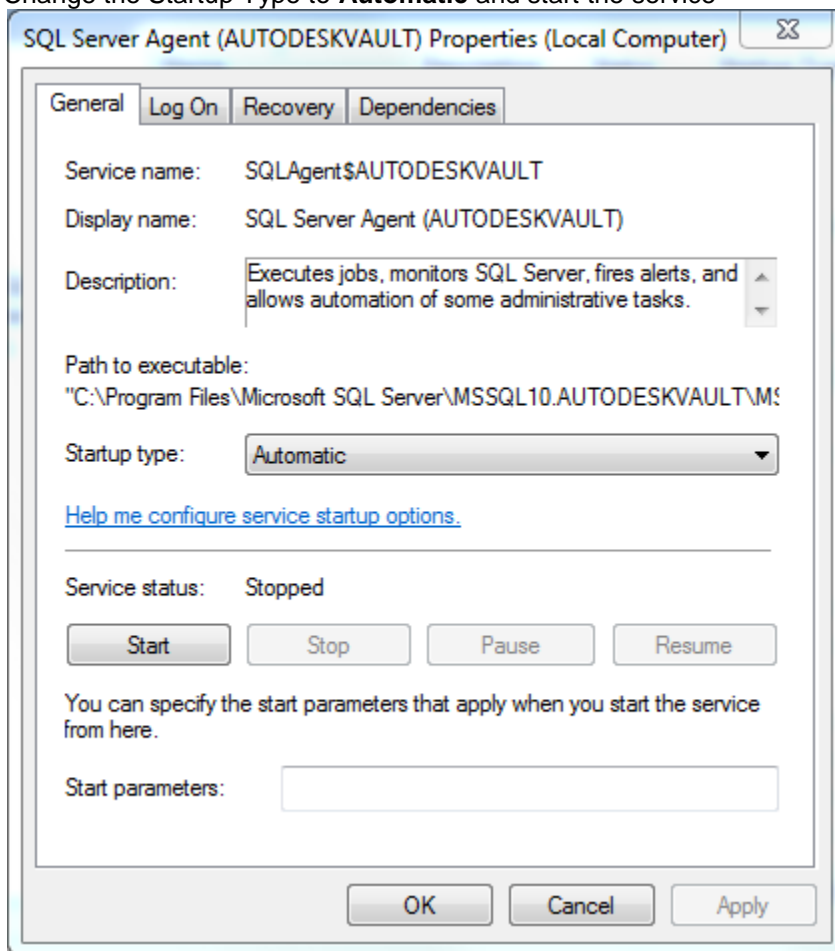 Change the Startup Type to Automatic and start the service
SQL Server Agent (AUTODESKVAULT) Properties (Local Computer)
General Log On Recovery Dependencies
Service name: SQLAgent$AUTODESKVAULT
Display name: SQL Server Agent (AUTODESKVAULT)
Description: Executes jobs, monitors SQL Server, fires alerts, and
allows automation of some administrative tasks.
Path to executable:
"C:\Program Files\Microsoft SQL Server\MSSQL10.AUTODESKVAULT\MS
Startup type: Automatic
Help me configure service startup options.
Service status: Stopped
Start Stop Pause Resume
You can specify the start parameters that apply when you start the service
from here.
Start parameters:
OK Cancel Apply